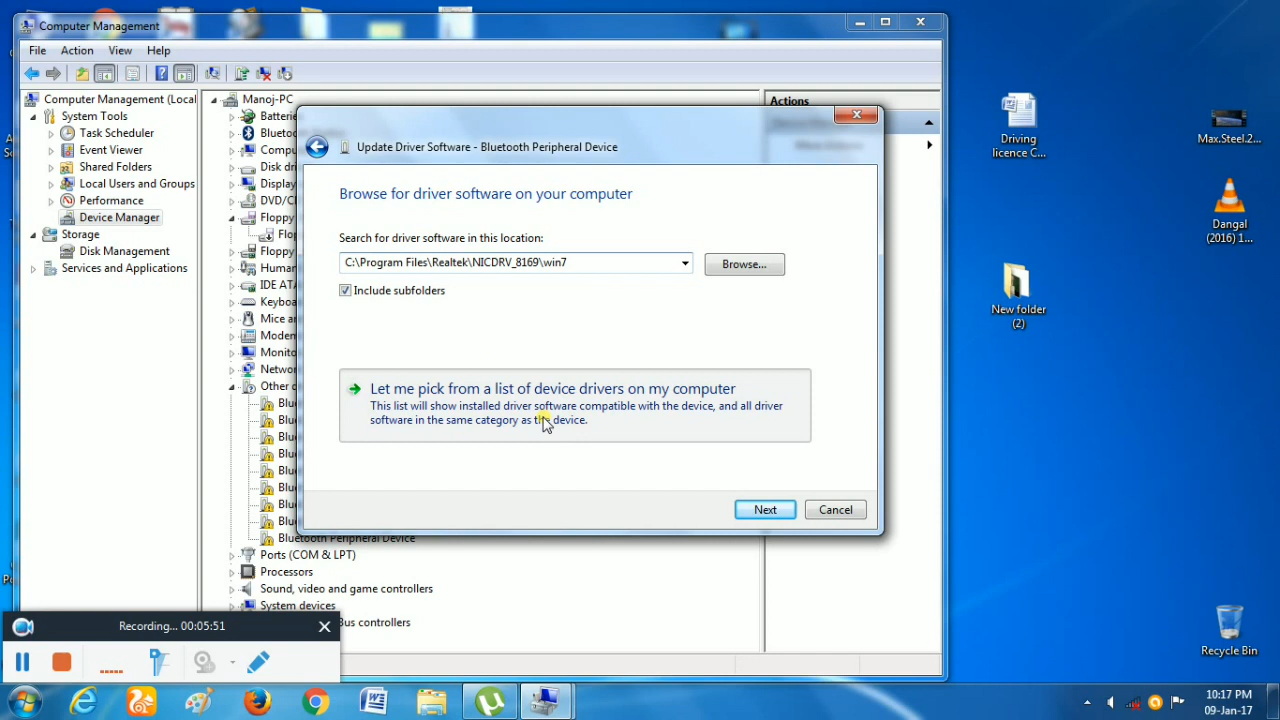 Computer Management
File Action View Help
Computer Management (Local
System Tools
Task Scheduler
Event Viewer
Shared Folders
Local Users and Groups
Performance
Device Manager
Storage
Disk Management
Services and Applications
Manoj-PC
Batterie
Bluetoo
Compu
Disk dri
Display
DVD/C
Floppy
Flop
Floppy
Human
IDE ATA
Keyboa
Mice an
Modem
Monito
Networ
Other d
Blu
Blu
Blu
Blu
Blu
Blu
Blu
Blu
Bluetooth Peripheral Device
Ports (COM & LPT)
Processors
Sound, video and game controllers
System devices
Bus controllers
Actions
Update Driver Software - Bluetooth Peripheral Device
Browse for driver software on your computer
Search for driver software in this location:
C:\Program Files\Realtek\NICDRV_8169\win7
Browse...
Include subfolders
Let me pick from a list of device drivers on my computer
This list will show installed driver software compatible with the device, and all driver
software in the same category as the device.
Next Cancel
Driving
licence C...
Max.Steel.2...
Dangal
(2016) 1...
New folder
(2)
Recycle Bin
Recording... 00:05:51
10:17 PM
09-Jan-17